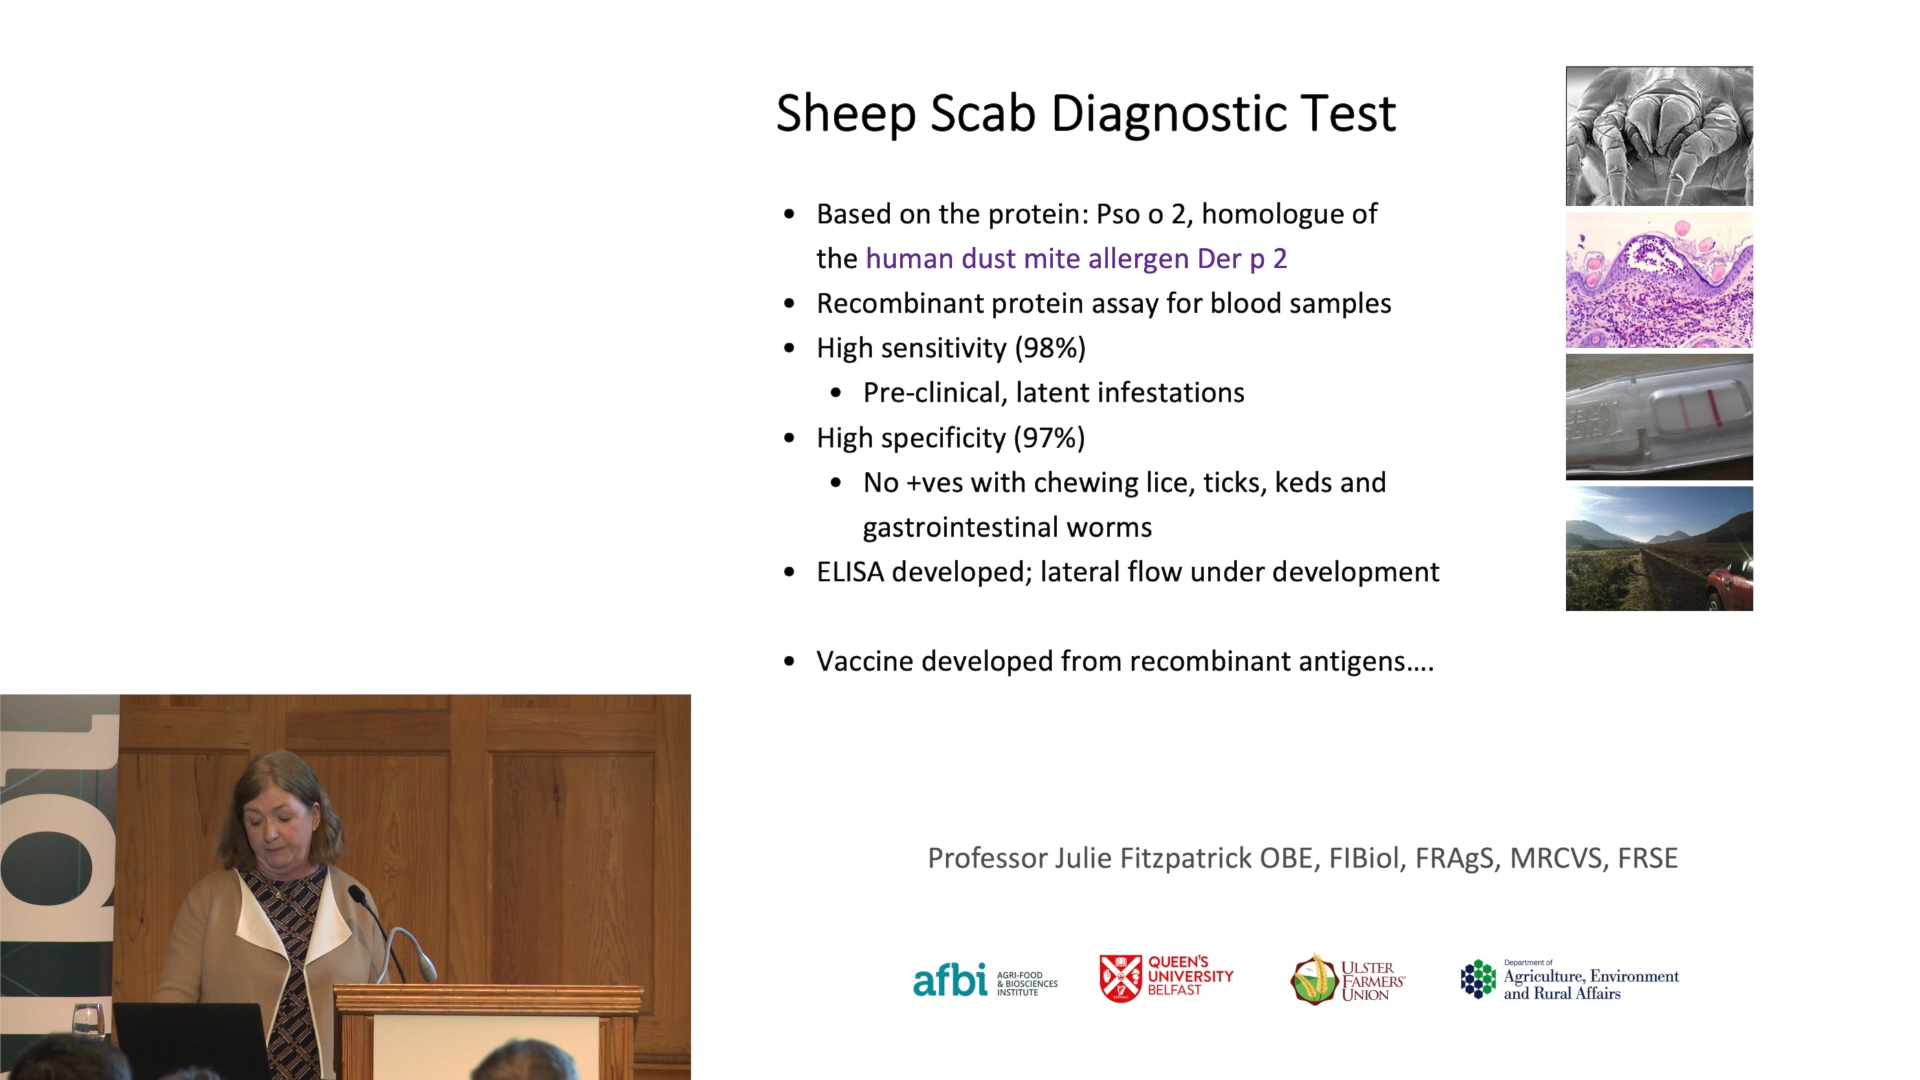 Sheep Scab Diagnostic Test
• Based on the protein: Pso o 2, homologue of
the human dust mite allergen Der p 2
• Recombinant protein assay for blood samples
• High sensitivity (98%)
• Pre-clinical, latent infestations
• High specificity (97%)
• No +ves with chewing lice, ticks, keds and
gastrointestinal worms
• ELISA developed; lateral flow under development
• Vaccine developed from recombinant antigens....
Professor Julie Fitzpatrick OBE, FIBiol, FRAgS, MRCVS, FRSE
afbi AGRI-FOOD
& BIOSCIENCES
INSTITUTE
QUEEN'S
UNIVERSITY
BELFAST
ULSTER
FARMERS'
UNION
Department of
Agriculture, Environment
and Rural Affairs